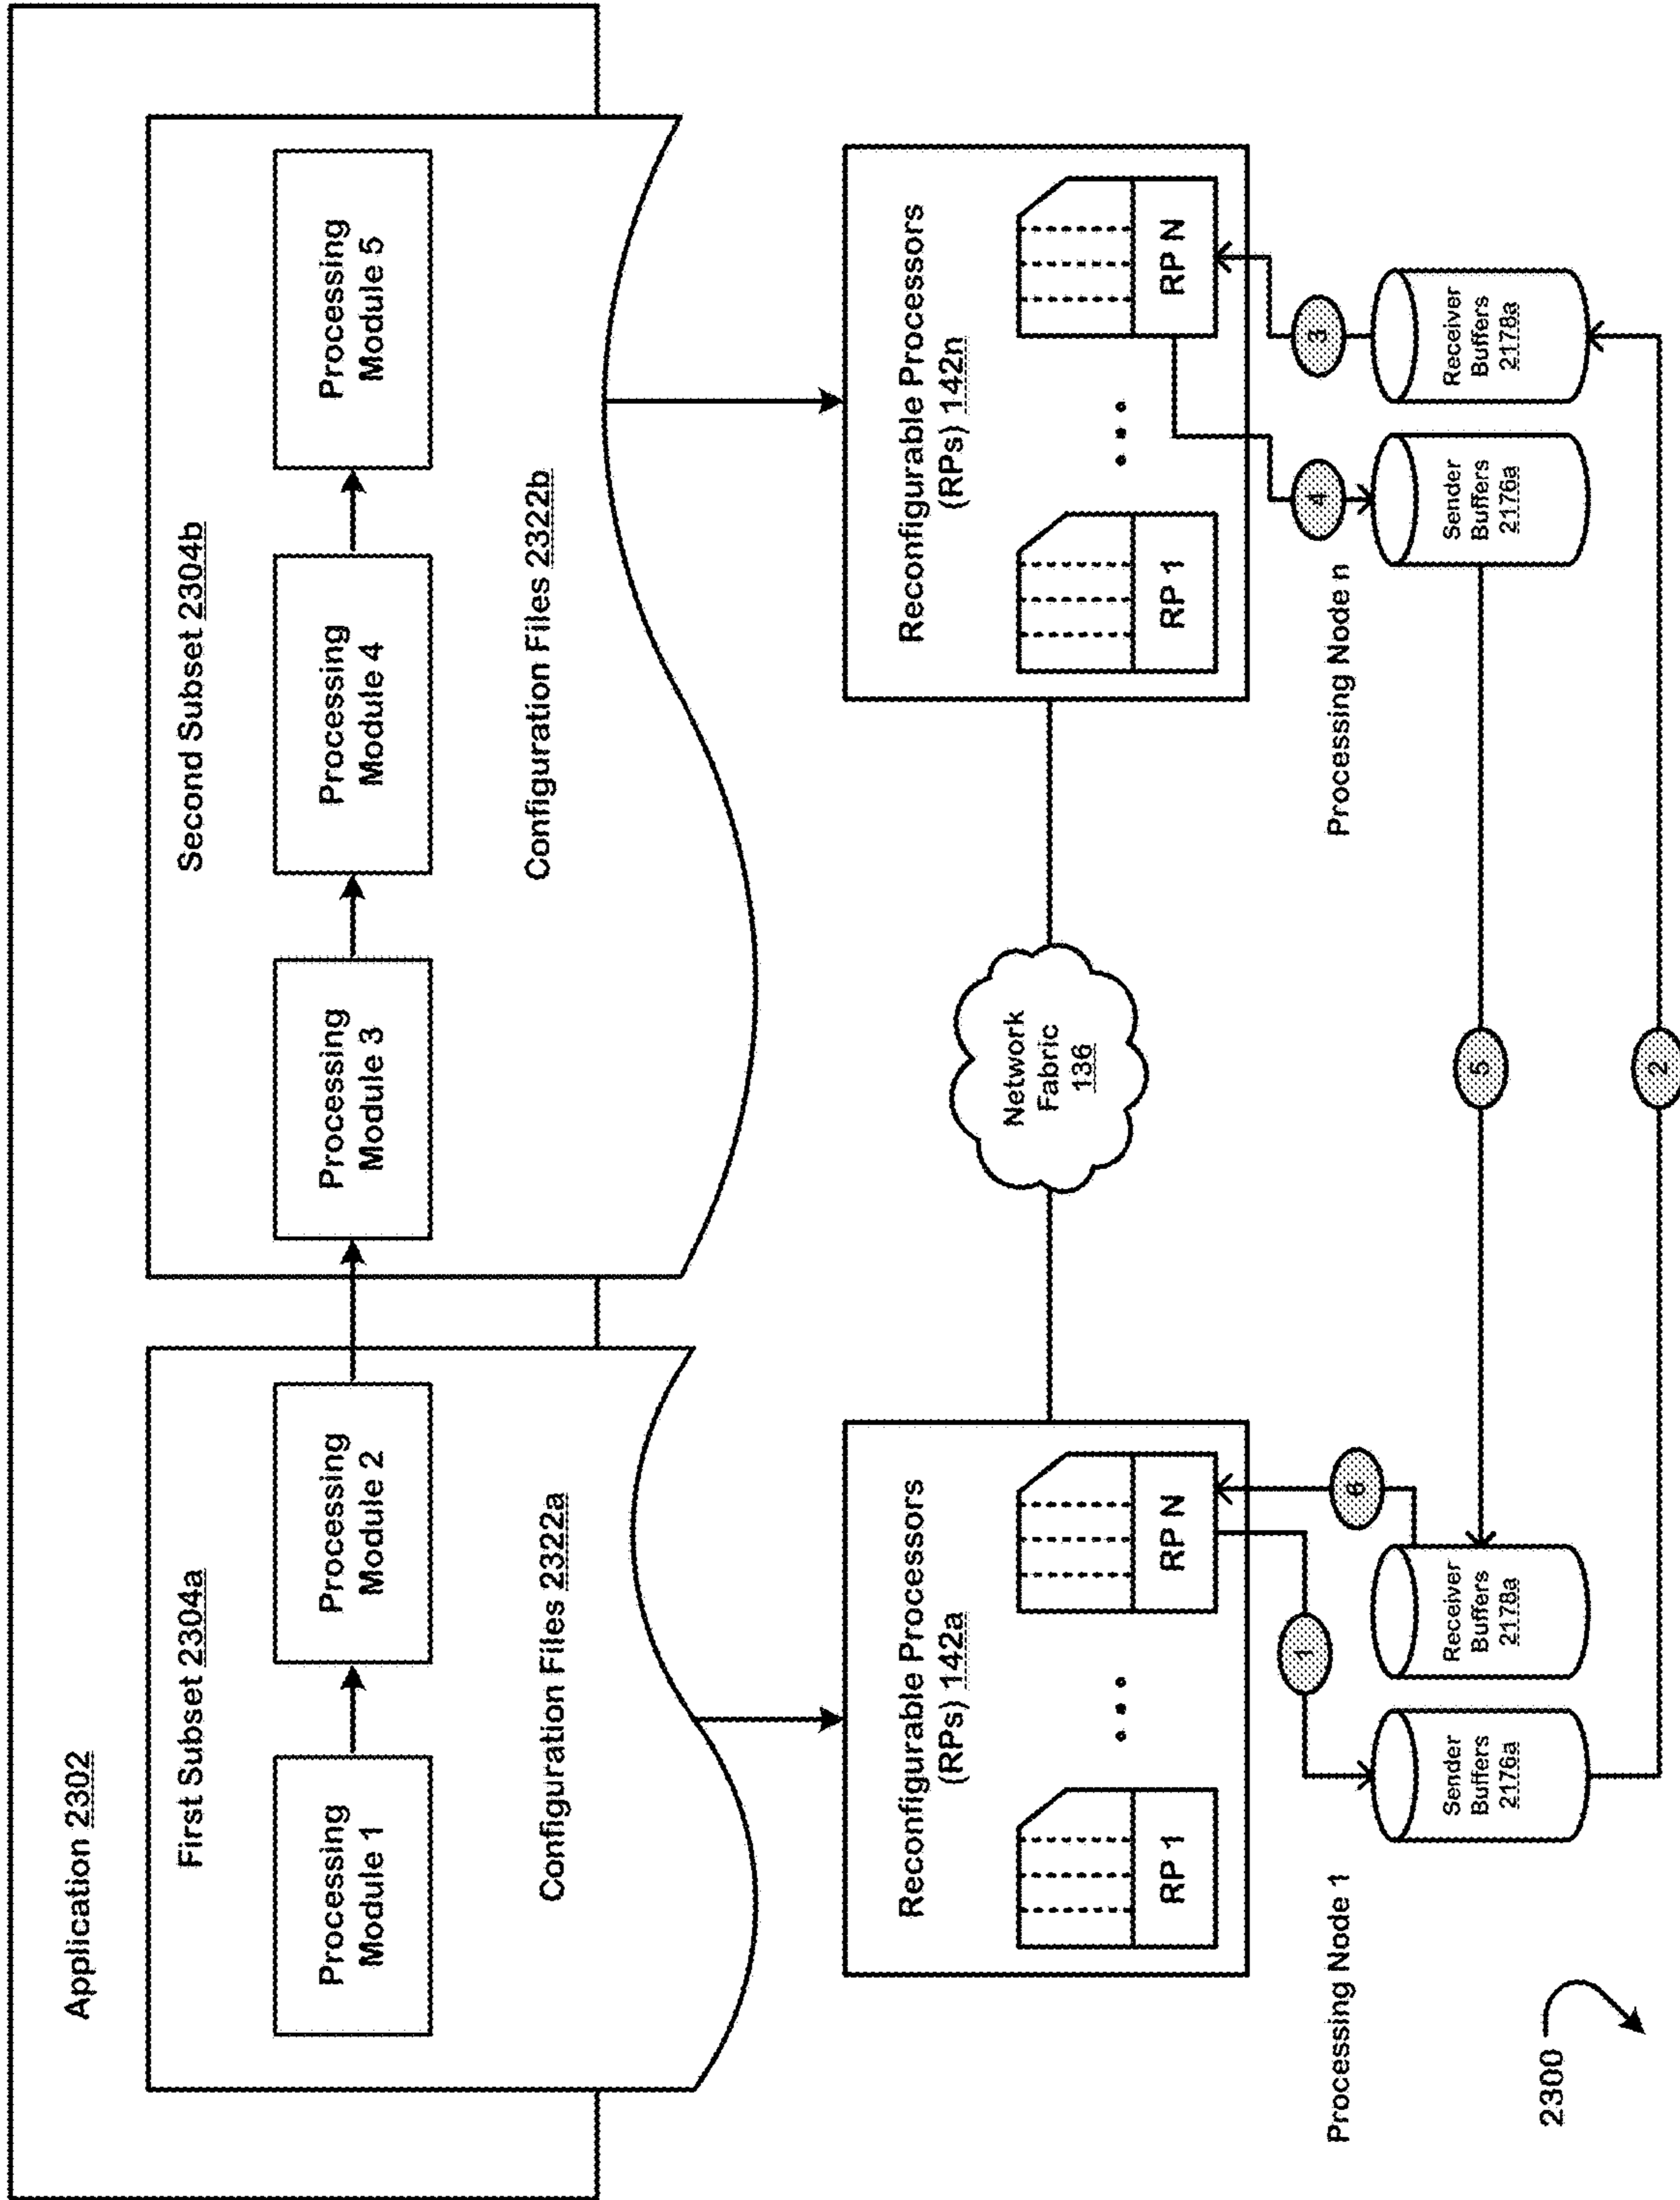 Application 2302
First Subset 2304a
Processing
Module 1
Processing
Module 2
Configuration Files 2322a
Second Subset 2304b
Processing
Module 3
Processing
Module 4
Processing
Module 5
Configuration Files 2322b
Reconfigurable Processors
(RPs) 142a
RP 1
RP N
Network
Fabric
136
Reconfigurable Processors
(RPs) 142n
RP 1
RP N
Processing Node 1
1
6
Sender
Buffers
2176a
Receiver
Buffers
2178a
Processing Node n
4
3
Sender
Buffers
2176a
Receiver
Buffers
2178a
5
2
2300